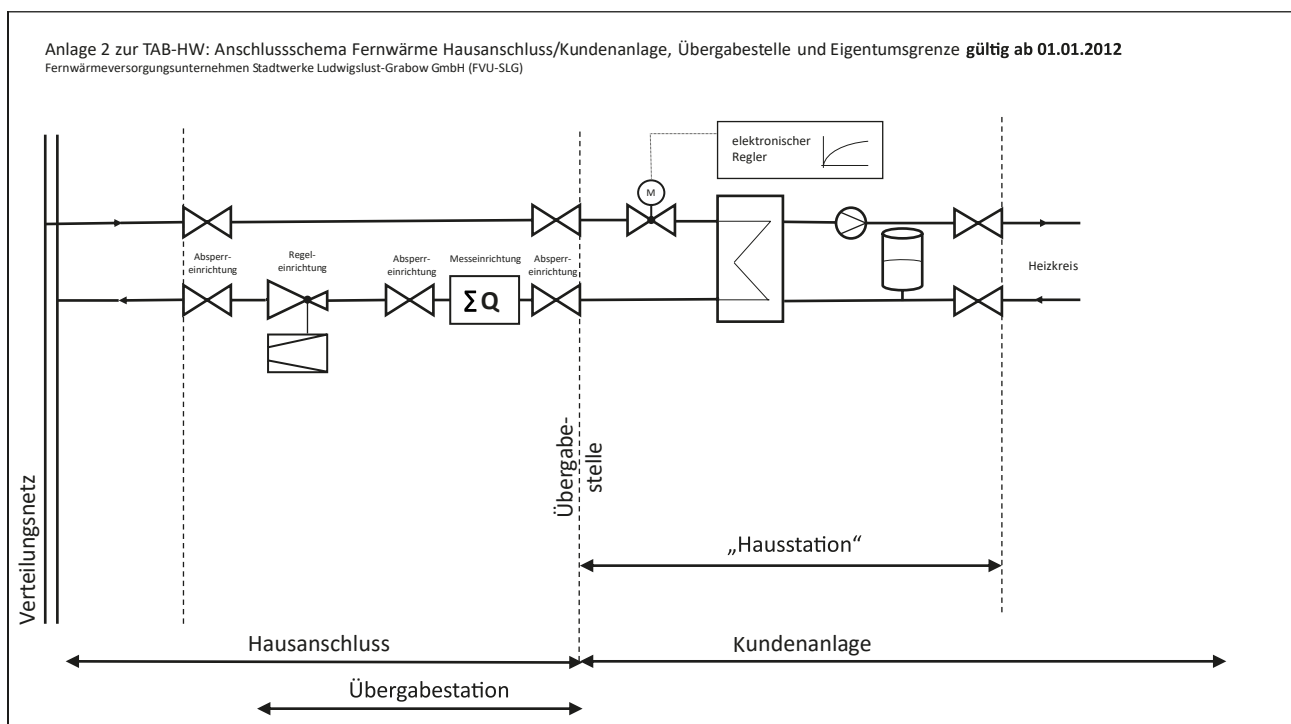 Anlage 2 zur TAB-HW: Anschlussschema Fernwärme Hausanschluss/Kundenanlage, Übergabestelle und Eigentumsgrenze gültig ab 01.01.2012
Fernwärmeversorgungsunternehmen Stadtwerke Ludwigslust-Grabow GmbH (FVU-SLG)
elektronischer
Regler
M
Absperr-
einrichtung
Regel-
einrichtung
Absperr-
einrichtung
Messeinrichtung
Absperr-
einrichtung
Heizkreis
ΣQ
Übergabe-
stelle
Verteilungsnetz
„Hausstation“
Hausanschluss
Kundenanlage
Übergabestation